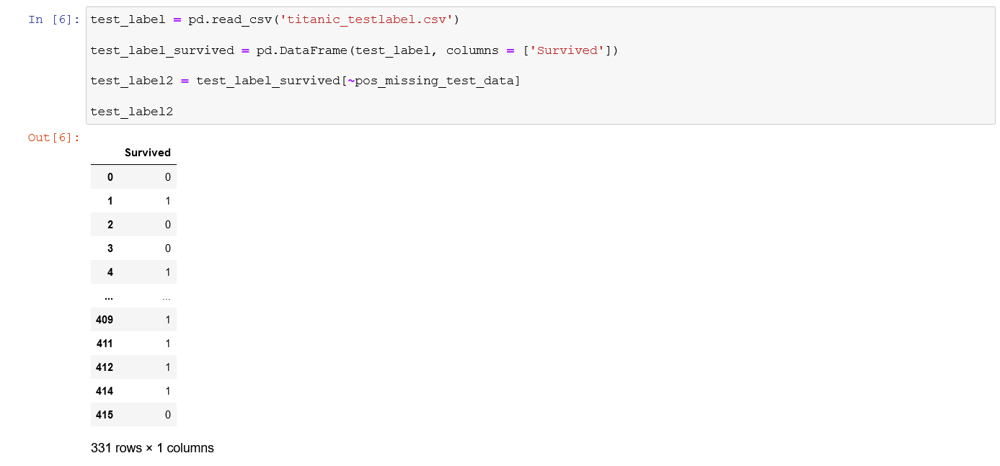 In [6]: test_label = pd.read_csv('titanic_testlabel.csv')
test_label_survived = pd.DataFrame(test_label, columns = ['Survived'])
test_label2 = test_label_survived[~pos_missing_test_data]
test_label2
Out[6]:
Survived
0 0
1 1
2 0
3 0
4 1
... ...
409 1
411 1
412 1
414 1
415 0
331 rows × 1 columns